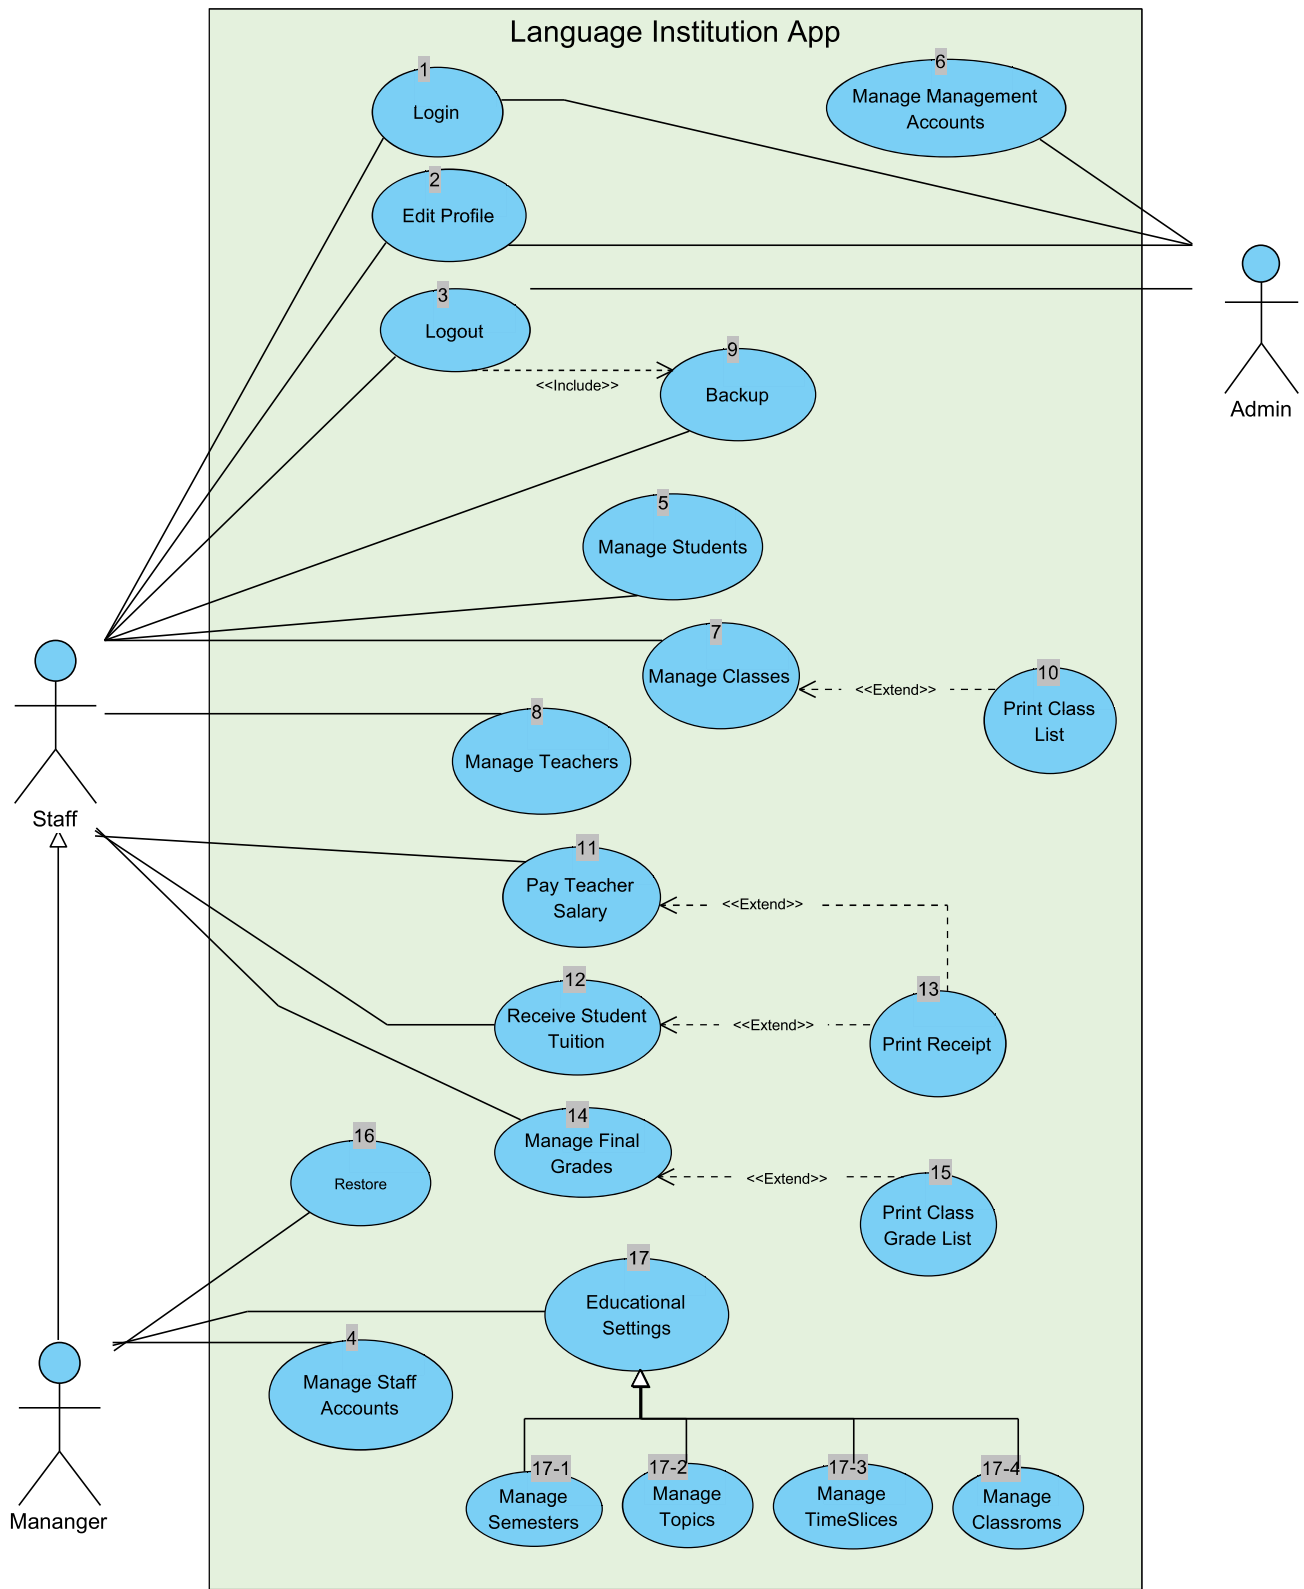 Language Institution App
1
Login
6
Manage Management
Accounts
2
Edit Profile
3
Logout
<<Include>>
9
Backup
Admin
5
Manage Students
7
Manage Classes
<<Extend>>
10
Print Class
List
8
Manage Teachers
Staff
11
Pay Teacher
Salary
<<Extend>>
12
Receive Student
Tuition
<<Extend>>
13
Print Receipt
14
Manage Final
Grades
<<Extend>>
15
Print Class
Grade List
16
Restore
17
Educational
Settings
4
Manage Staff
Accounts
17-1
Manage
Semesters
17-2
Manage
Topics
17-3
Manage
TimeSlices
17-4
Manage
Classroms
Mananger